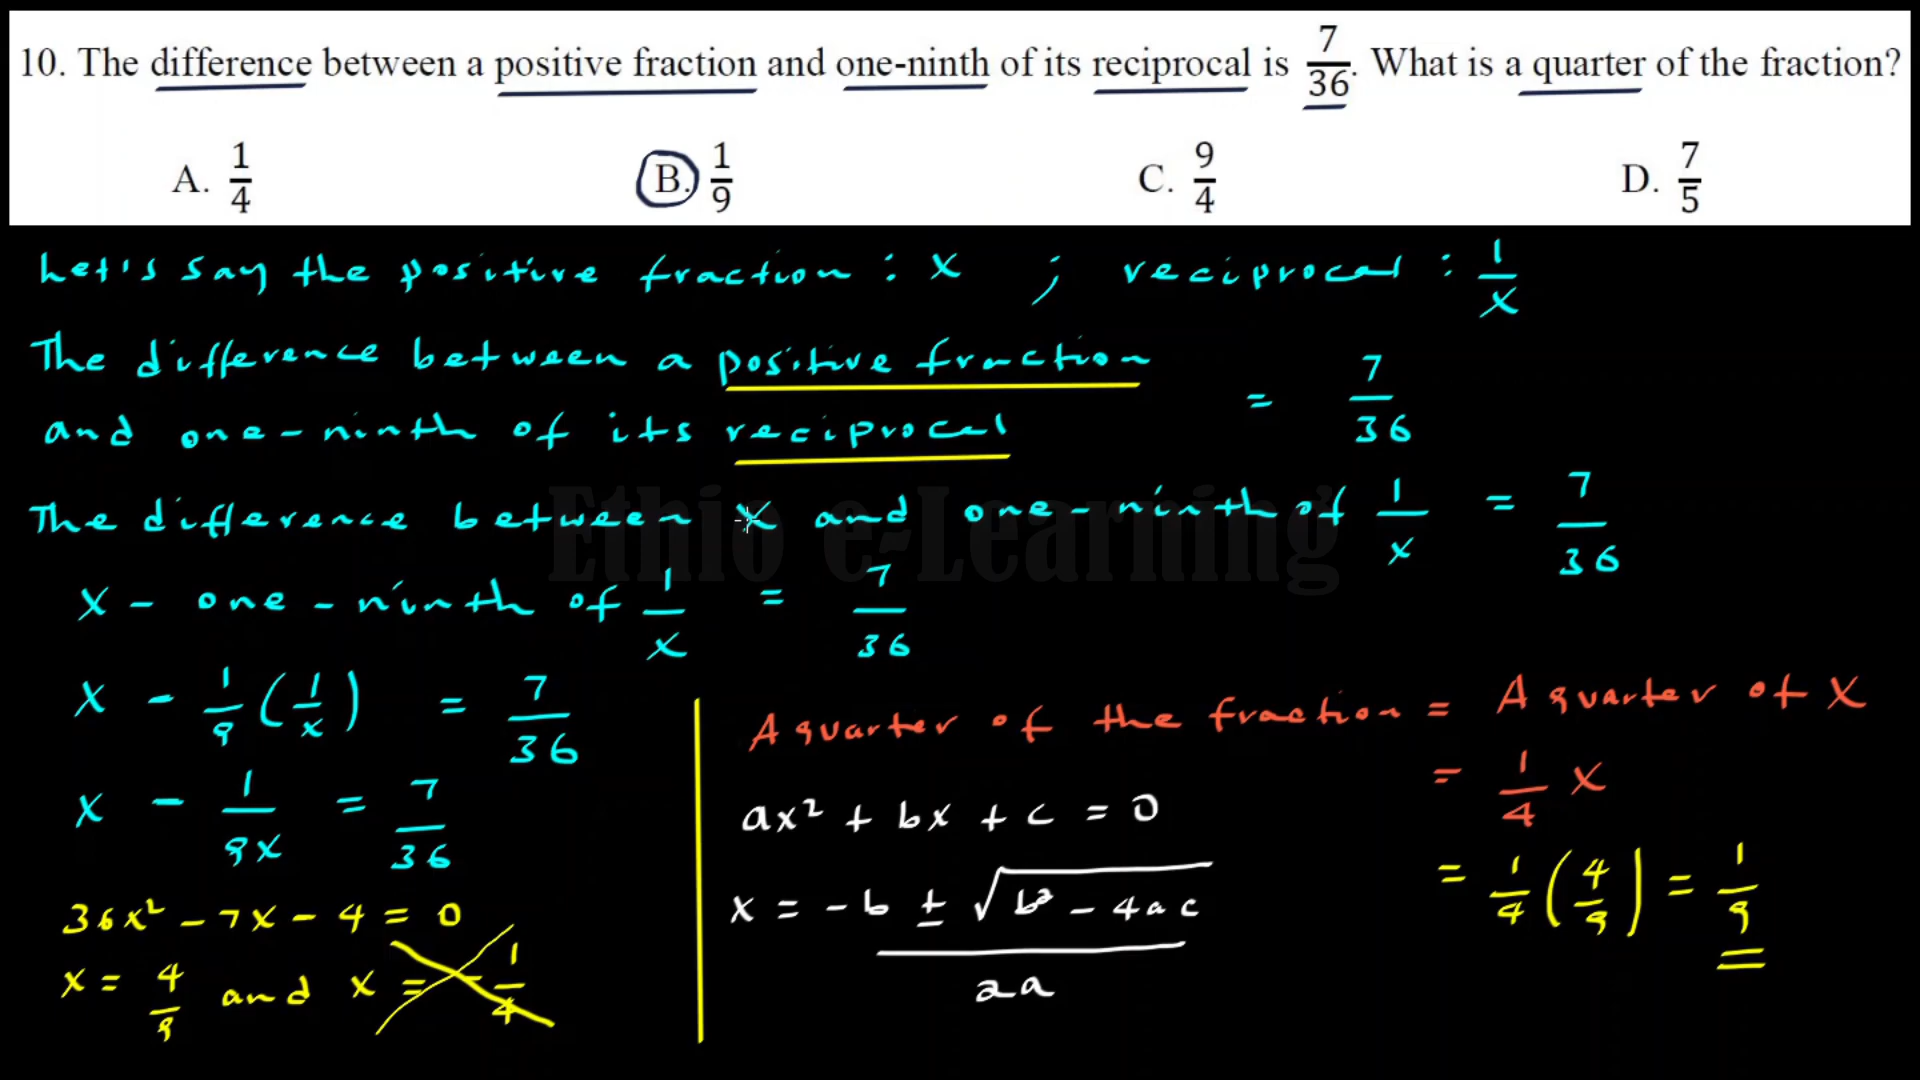 10. The difference between a positive fraction and one-ninth of its reciprocal is 7/36. What is a quarter of the fraction?
A. 1/4 B. 1/9 C. 9/4 D. 7/5
Let's say the positive fraction : x ; reciprocal : 1/x
The difference between a positive fraction
and one-ninth of its reciprocal = 7/36
The difference between x and one-ninth of 1/x = 7/36
x - one-ninth of 1/x = 7/36
x - 1/9 (1/x) = 7/36
x - 1/9x = 7/36
36x² - 7x - 4 = 0
x = 4/9 and x = -1/4
A quarter of the fraction = A quarter of x
= 1/4 x
= 1/4 (4/9) = 1/9
ax² + bx + c = 0
x = -b ± √b² - 4ac
2a
Ethio e-Learning